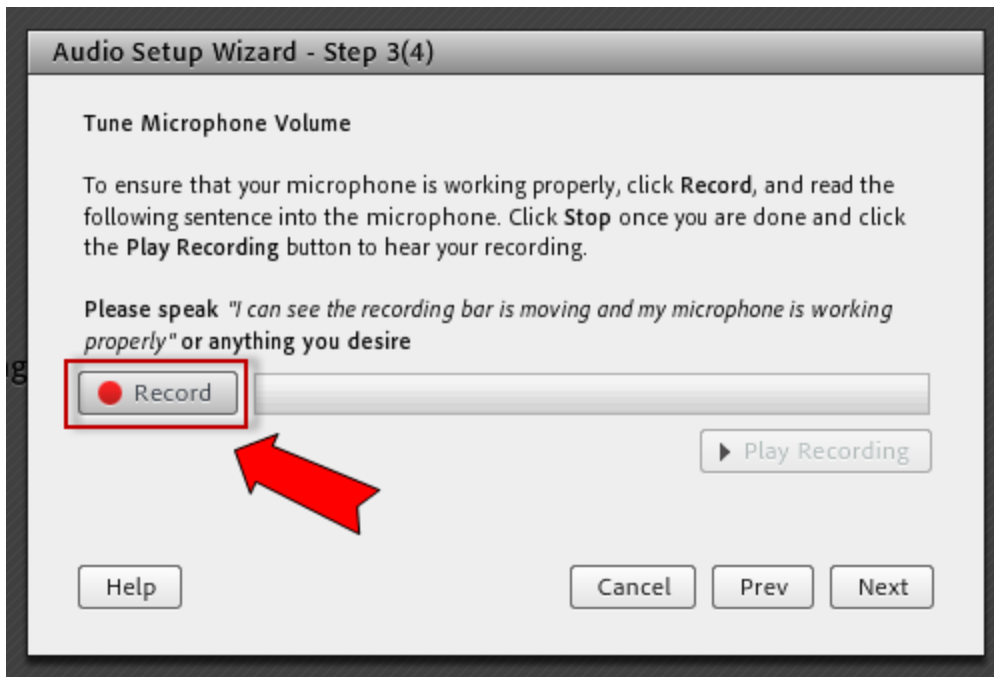 Audio Setup Wizard - Step 3(4)
Tune Microphone Volume
To ensure that your microphone is working properly, click Record, and read the
following sentence into the microphone. Click Stop once you are done and click
the Play Recording button to hear your recording.
Please speak "I can see the recording bar is moving and my microphone is working
properly" or anything you desire
Record
Play Recording
Help
Cancel
Prev
Next